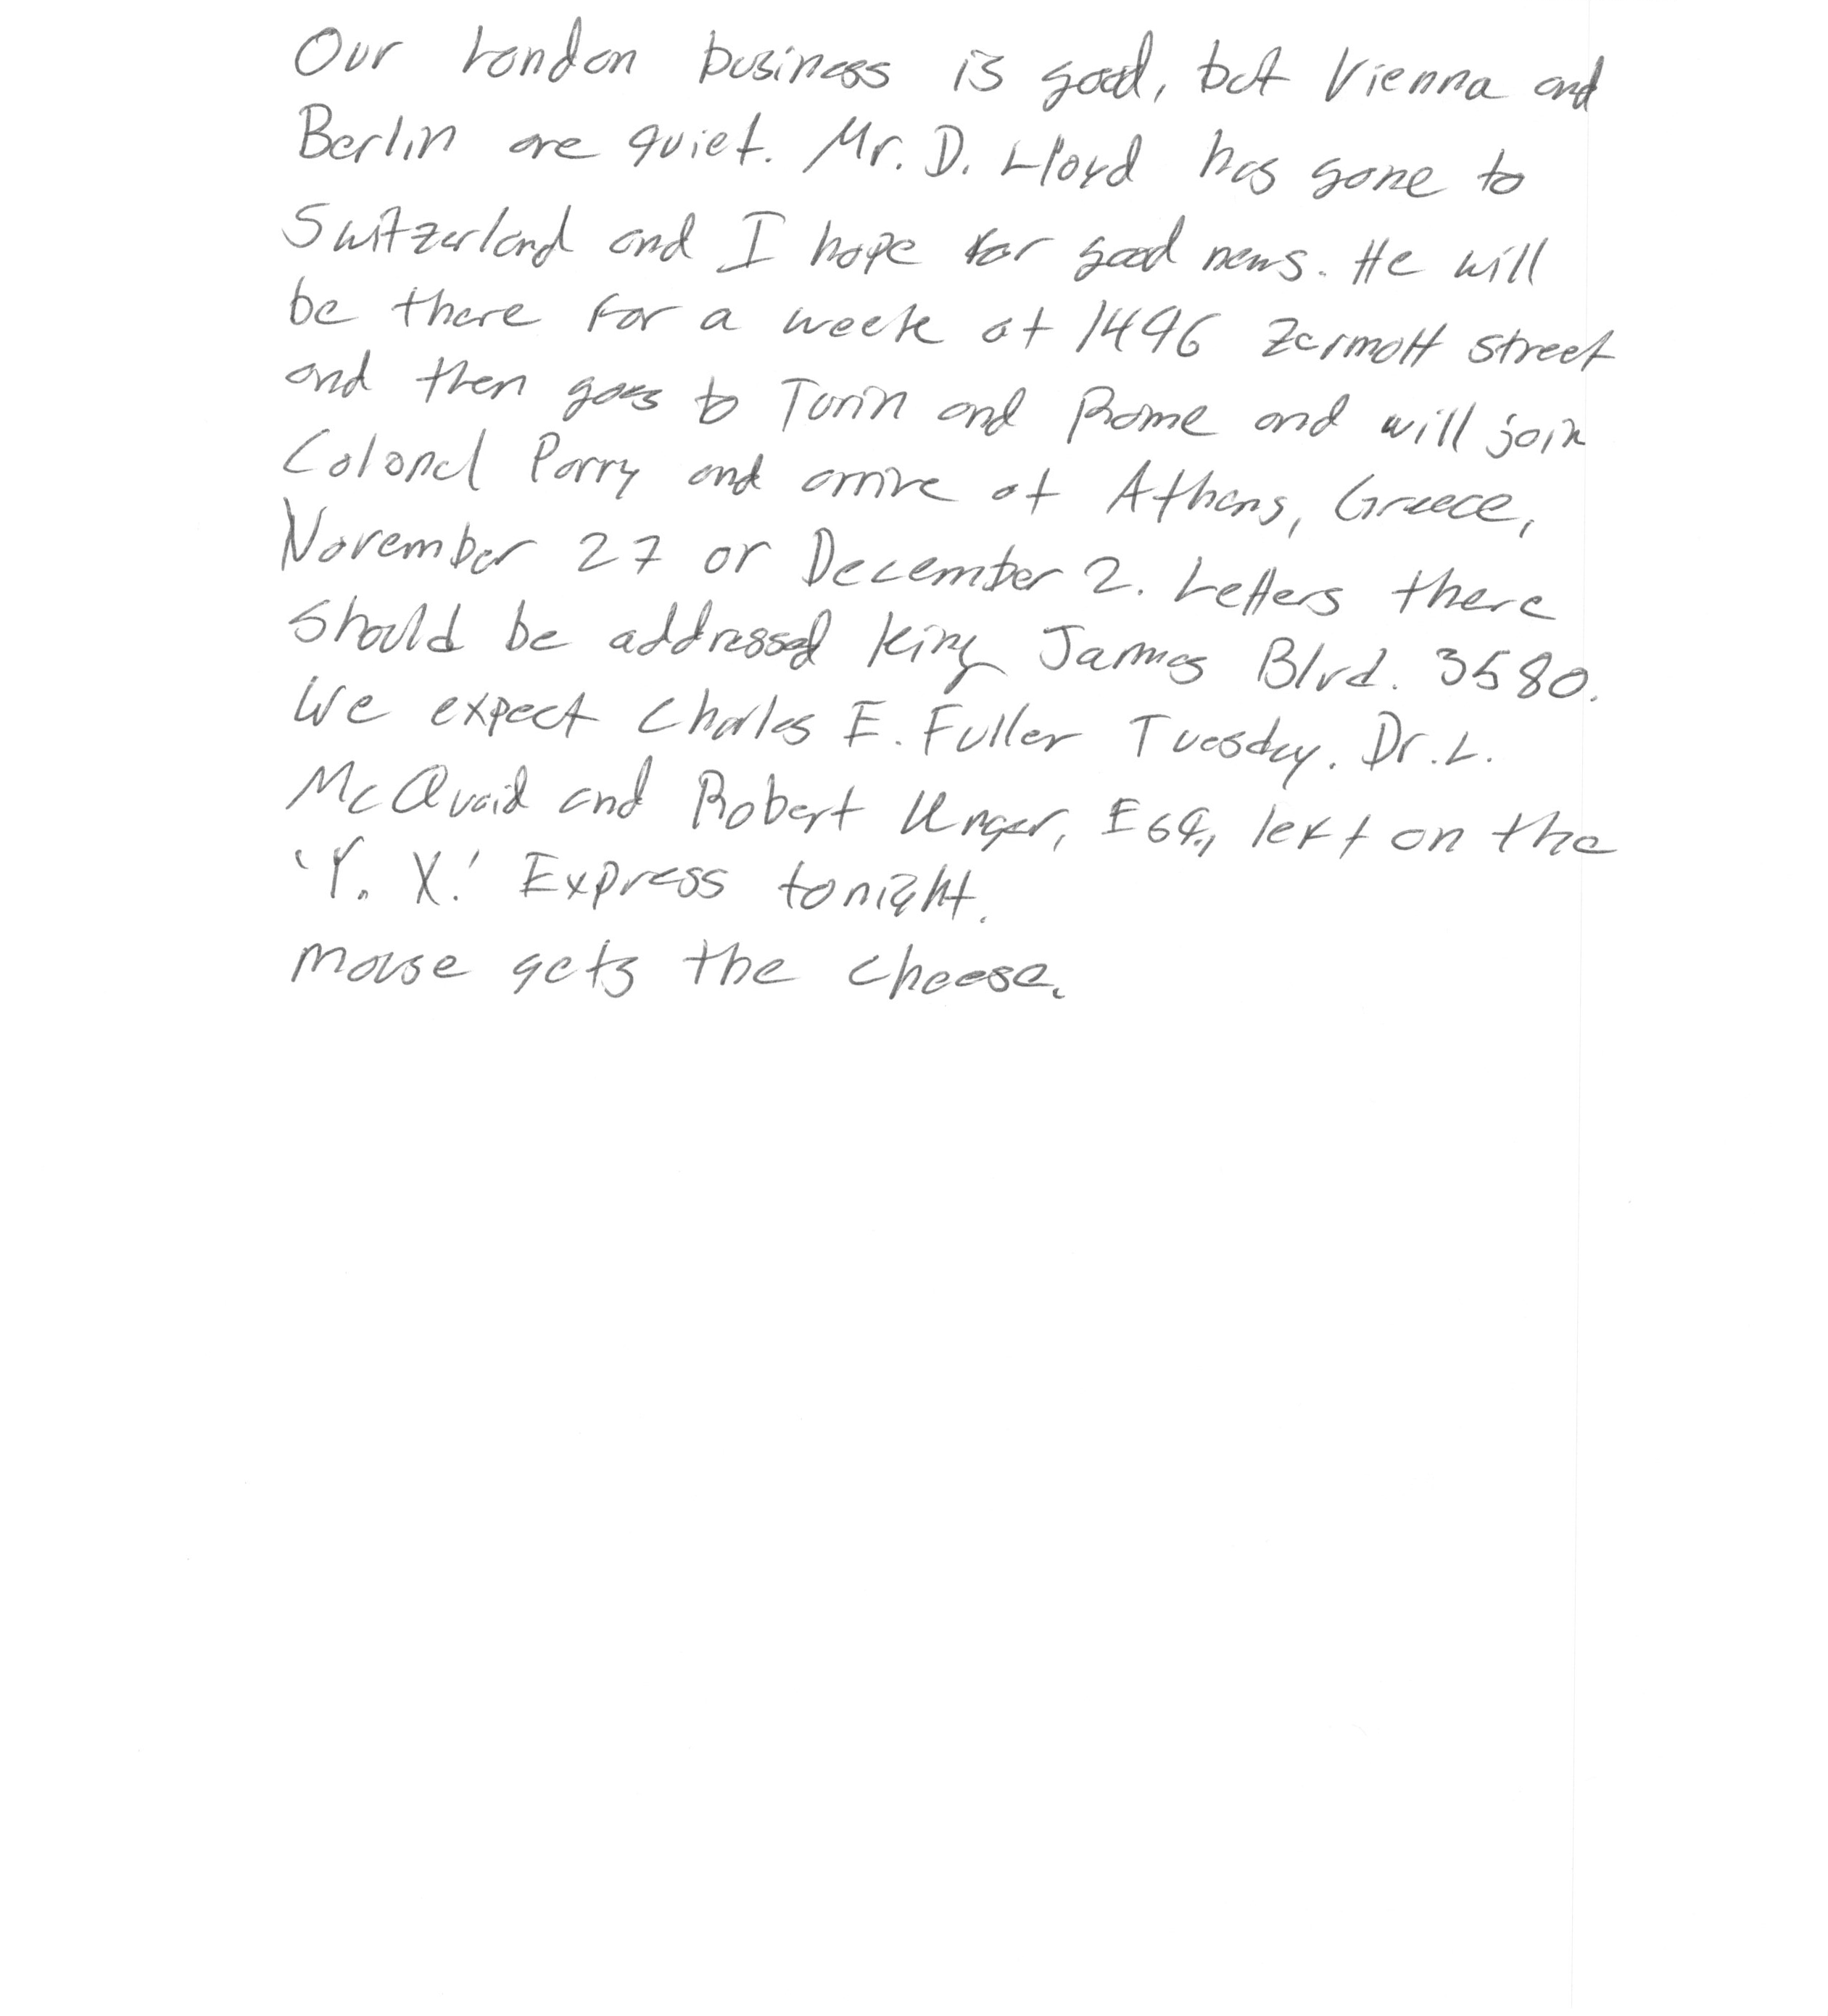 Our London business is good, but Vienna and
Berlin are quiet. Mr. D. Lloyd has gone to
Switzerland and I hope for good news. He will
be there for a week at 1496 Zermott street
and then goes to Turin and Rome and will join
Colonel Parry and arrive at Athens, Greece,
November 27 or December 2. Letters there
should be addressed King James Blvd. 3580.
We expect Charles E. Fuller Tuesday. Dr. L.
McQuaid and Robert Unger, Esq., left on the
'Y. X.' Express tonight.
Mouse gets the cheese.